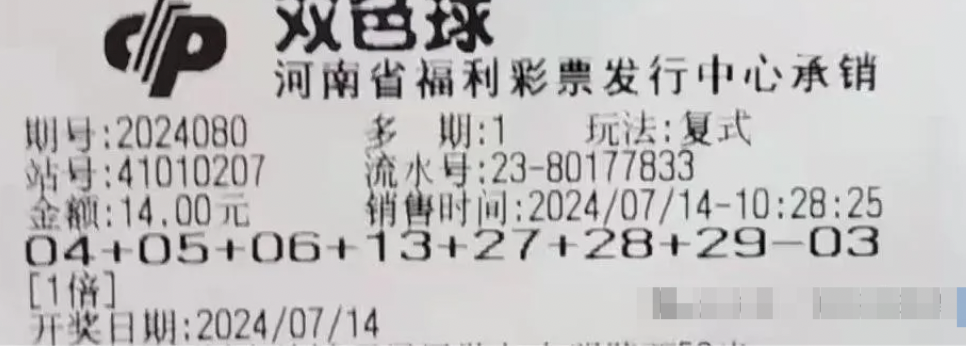 双色球
河南省福利彩票发行中心承销
期号:2024080 多 期:1 玩法:复式
站号:41010207 流水号:23-80177833
金额:14.00元 销售时间:2024/07/14-10:28:25
04+05+06+13+27+28+29-03
[1倍]
开奖日期:2024/07/14